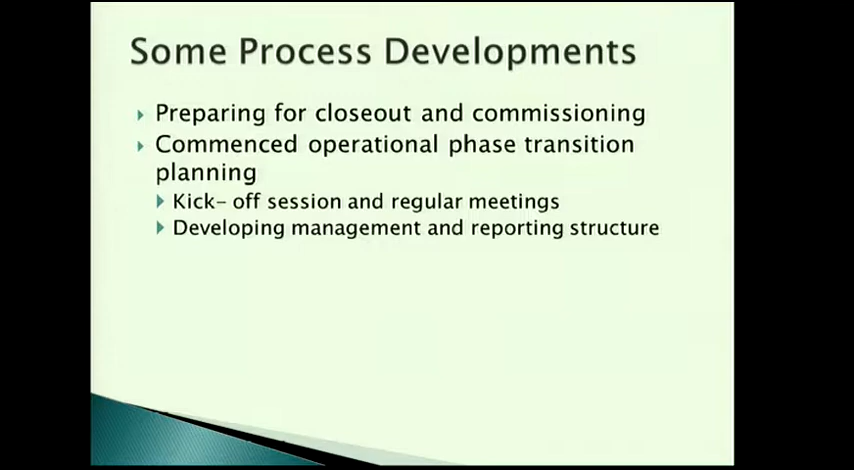 Some Process Developments
Preparing for closeout and commissioning
Commenced operational phase transition
planning
Kick- off session and regular meetings
Developing management and reporting structure